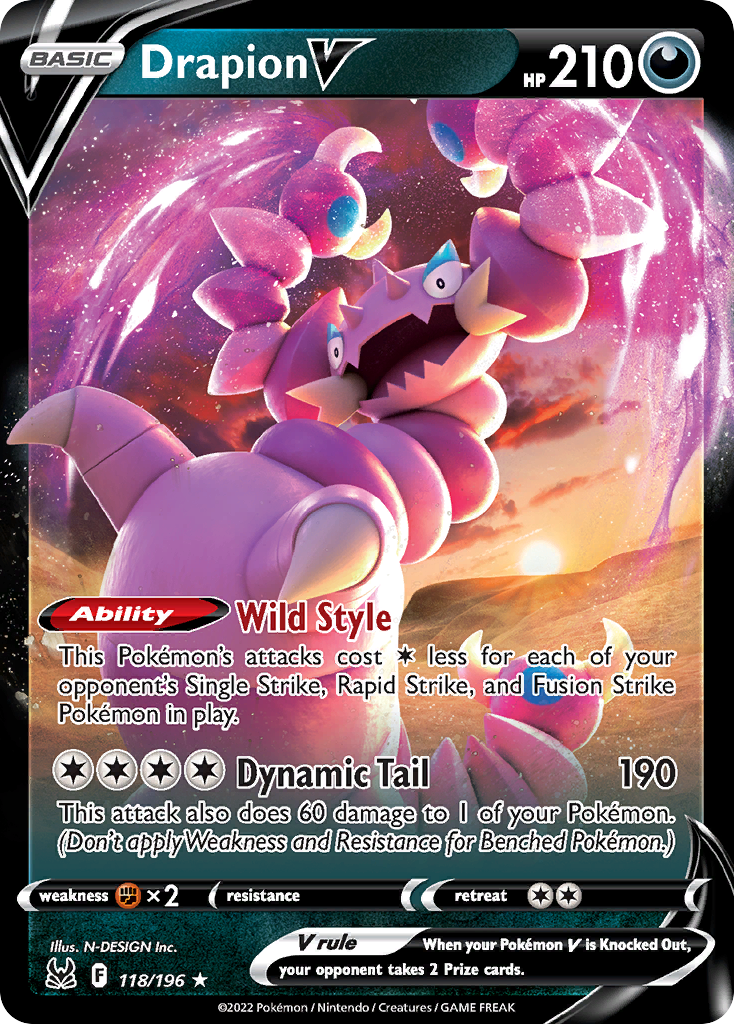 BASIC Drapion V HP 210
Ability Wild Style
This Pokémon's attacks cost less for each of your
opponent's Single Strike, Rapid Strike, and Fusion Strike
Pokémon in play.
Dynamic Tail 190
This attack also does 60 damage to 1 of your Pokémon.
(Don't apply Weakness and Resistance for Benched Pokémon.)
weakness ×2 resistance retreat
Illus. N-DESIGN Inc.
V rule When your Pokémon V is Knocked Out,
your opponent takes 2 Prize cards.
F 118/196 ★
©2022 Pokémon / Nintendo / Creatures / GAME FREAK